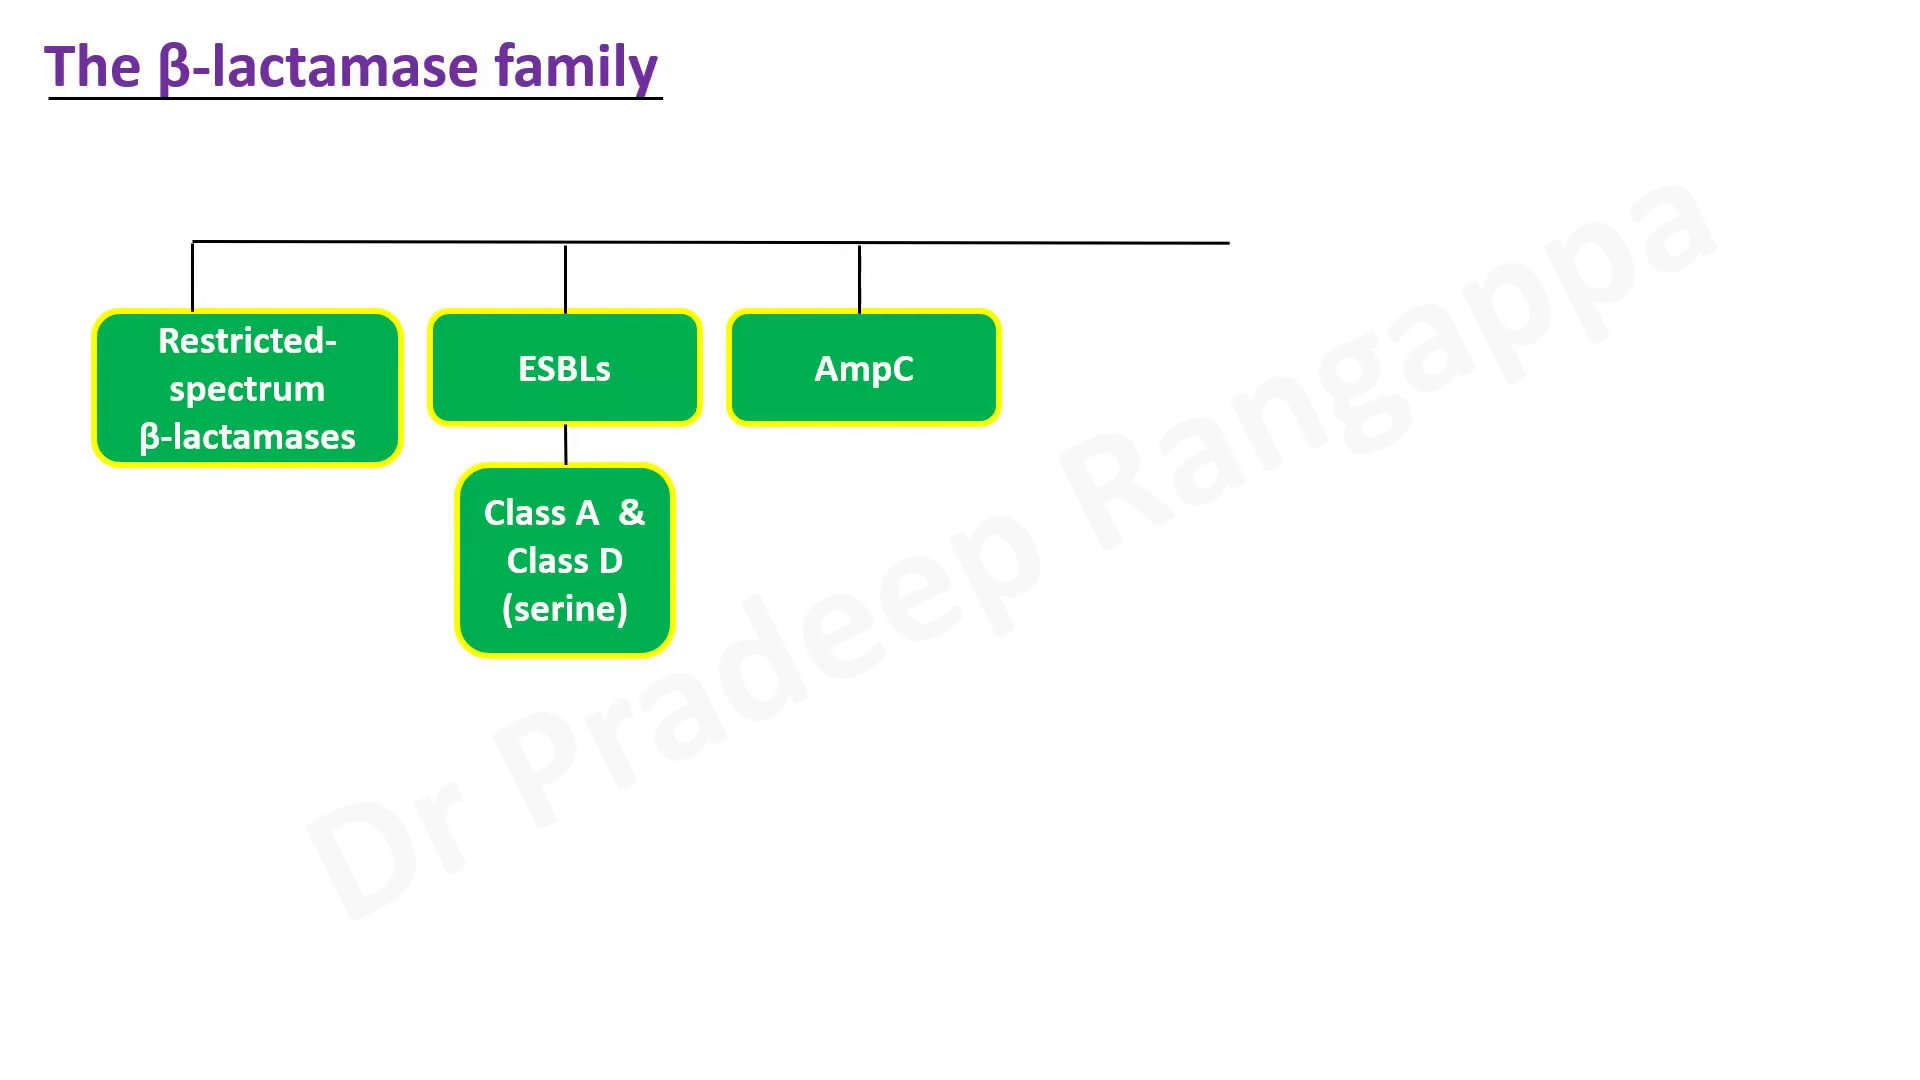 The β-lactamase family
Restricted-
spectrum
β-lactamases
ESBLs
AmpC
Class A  &
Class D
(serine)
Dr Pradeep Rangappa